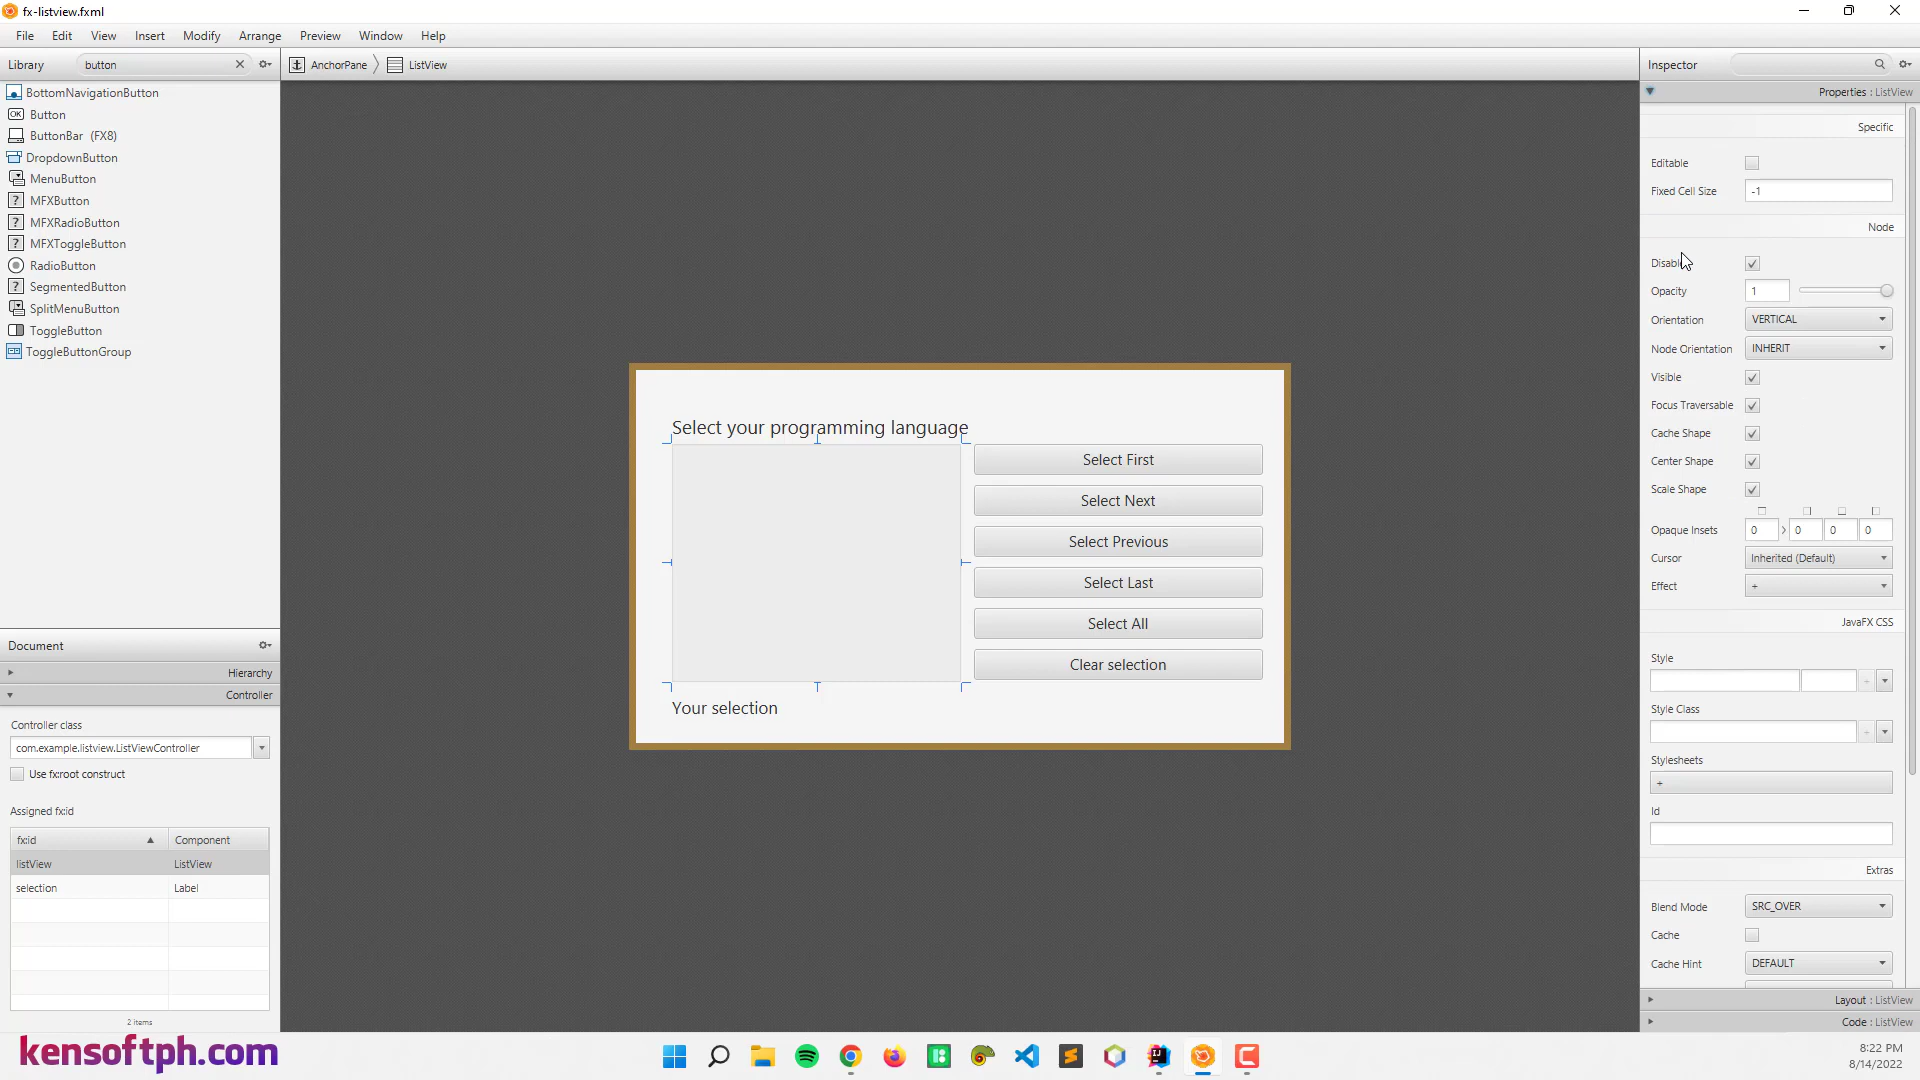 fx-listview.fxml
File Edit View Insert Modify Arrange Preview Window Help
Library button
AnchorPane ListView
Inspector
BottomNavigationButton
OK Button
ButtonBar (FX8)
DropdownButton
MenuButton
? MFXButton
? MFXRadioButton
? MFXToggleButton
RadioButton
? SegmentedButton
SplitMenuButton
ToggleButton
ToggleButtonGroup
Document
Hierarchy
Controller
Controller class
com.example.listview.ListViewController
Use fx:root construct
Assigned fx:id
fx:id Component
listView ListView
selection Label
2 items
Select your programming language
Select First
Select Next
Select Previous
Select Last
Select All
Clear selection
Your selection
Properties : ListView
Specific
Editable
Fixed Cell Size -1
Node
Disable
Opacity 1
Orientation VERTICAL
Node Orientation INHERIT
Visible
Focus Traversable
Cache Shape
Center Shape
Scale Shape
Opaque Insets 0 0 0 0
Cursor Inherited (Default)
Effect +
JavaFX CSS
Style
+
Style Class
+
Stylesheets
+
Id
Extras
Blend Mode SRC_OVER
Cache
Cache Hint DEFAULT
Layout : ListView
Code : ListView
kensoftph.com
8:22 PM
8/14/2022